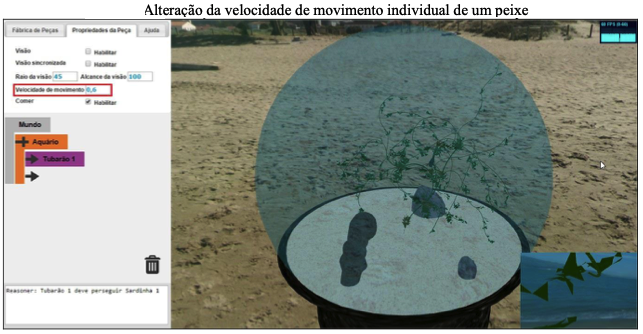 Alteração da velocidade de movimento individual de um peixe
Fábrica de Peças Propriedades da Peça Ajuda
Visão Habilitar
Visão sincronizada Habilitar
Raio da visão 45 Alcance da visão 100
Velocidade de movimento 0,6
Comer Habilitar
Mundo
Aquário
Tubarão 1
Reasoner: Tubarão 1 deve perseguir Sardinha 1